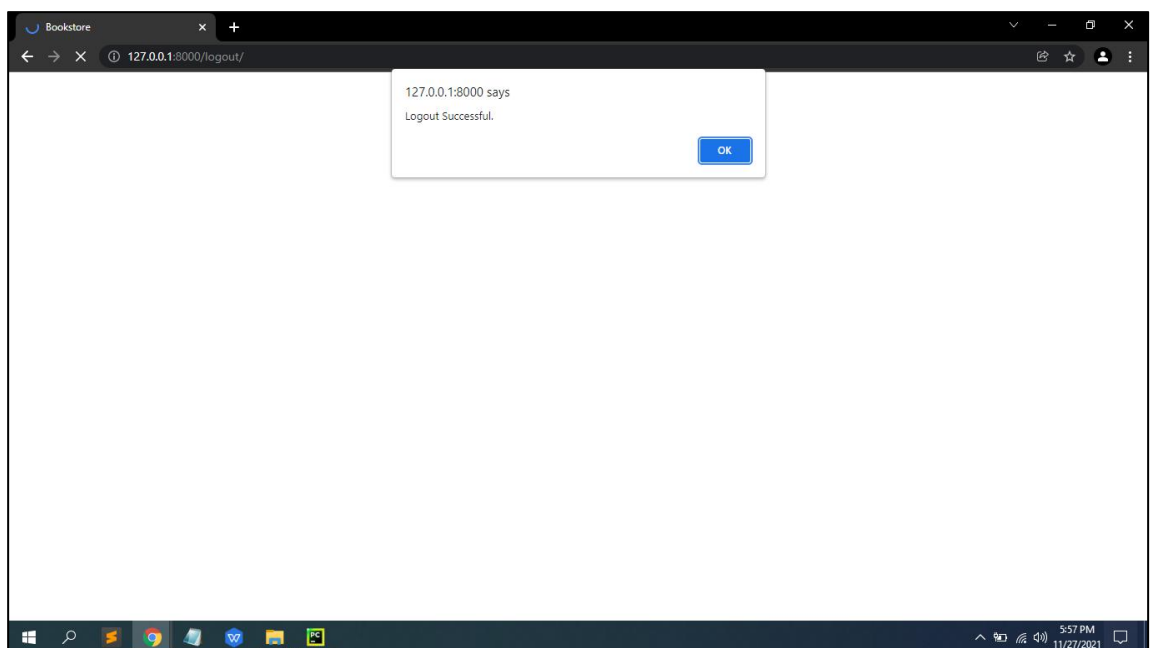 Bookstore
127.0.0.1:8000/logout/
127.0.0.1:8000 says
Logout Successful.
OK
PC
5:57 PM
11/27/2021